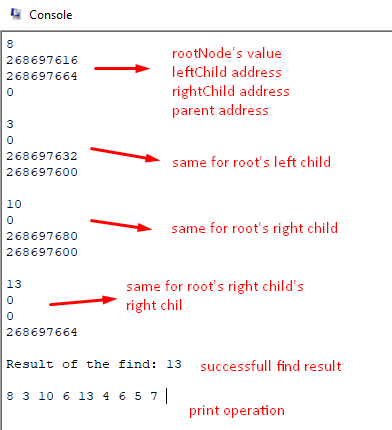 Console
8
268697616
268697664
0
rootNode's value
leftChild address
rightChild address
parent address
3
0
268697632
268697600
same for root's left child
10
0
268697680
268697600
same for root's right child
13
0
0
268697664
same for root's right child's
right chil
Result of the find: 13
successfull find result
8 3 10 6 13 4 6 5 7
print operation